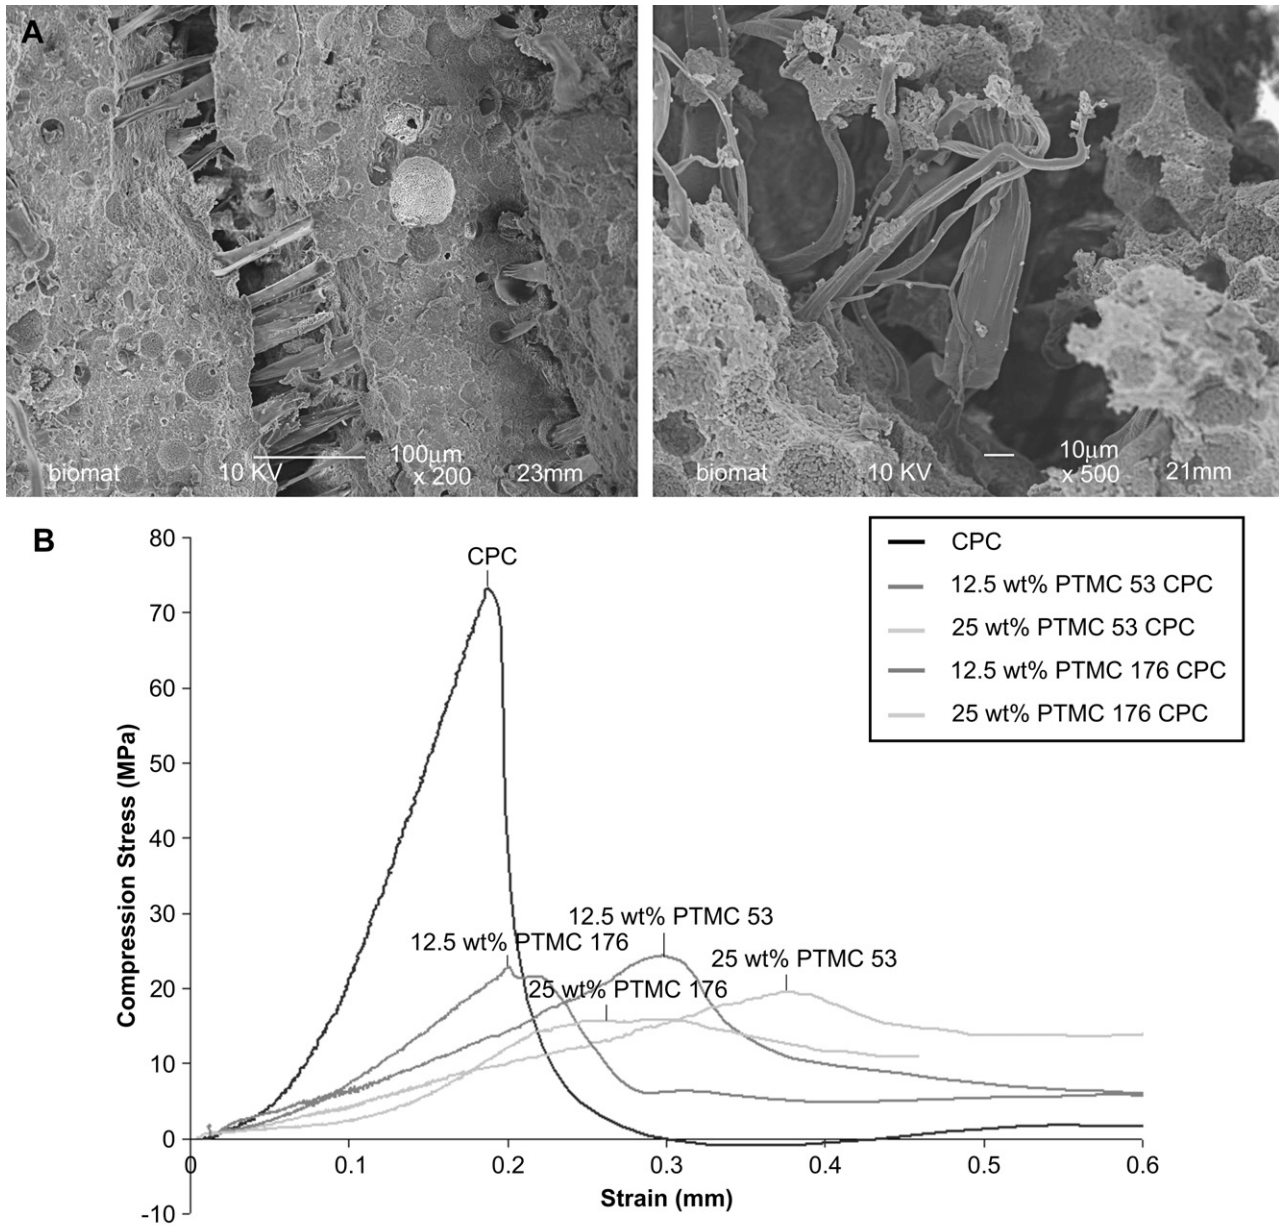 A
biomat
10 KV
100µm
x 200
23mm
biomat
10 KV
10µm
x 500
21mm
B
CPC
12.5 wt% PTMC 53 CPC
25 wt% PTMC 53 CPC
12.5 wt% PTMC 176 CPC
25 wt% PTMC 176 CPC
Compression Stress (MPa)
80
70
60
50
40
30
20
10
0
-10
CPC
12.5 wt% PTMC 53
12.5 wt% PTMC 176
25 wt% PTMC 53
25 wt% PTMC 176
0
0.1
0.2
0.3
0.4
0.5
0.6
Strain (mm)